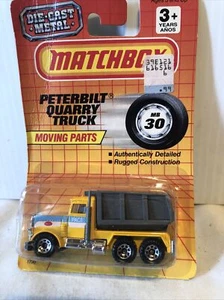 DIE-CAST
METAL
3+
YEARS
AÑOS
MATCHBOX
PETERBILT
QUARRY
TRUCK
MOVING PARTS
MB
30
• Authentically Detailed
• Rugged Construction